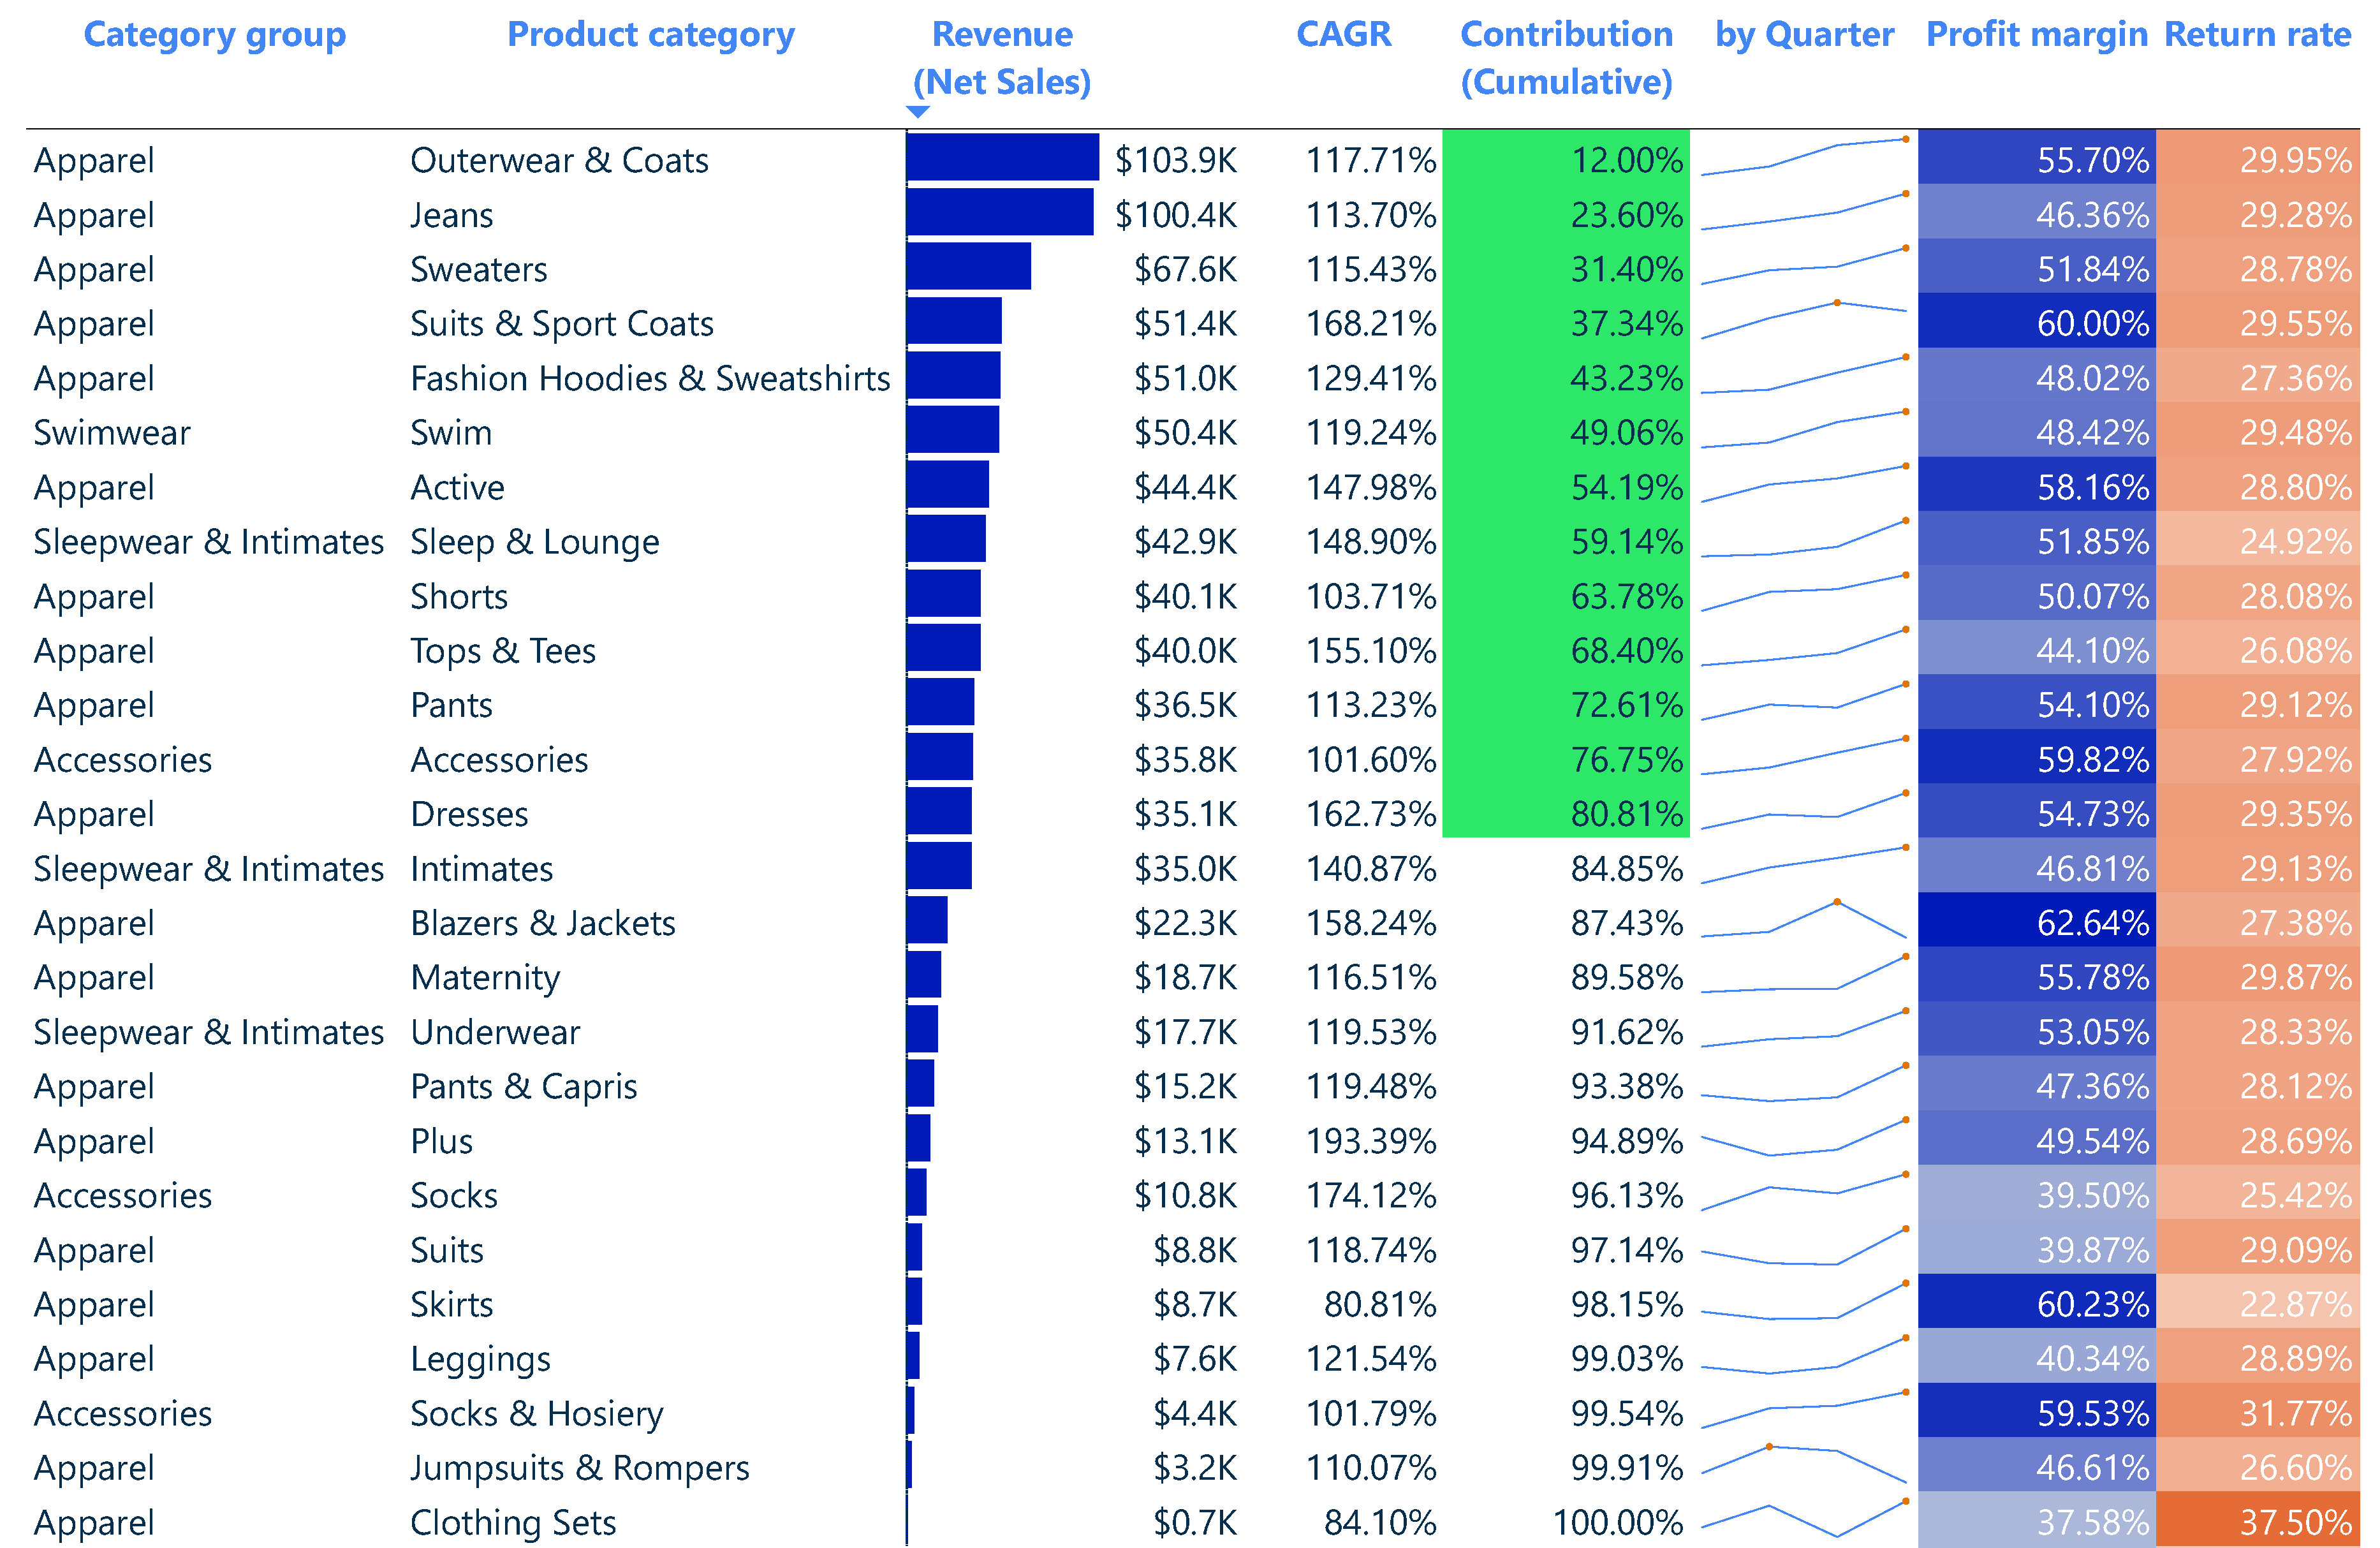 Category group Product category Revenue CAGR Contribution by Quarter Profit margin Return rate
(Net Sales) (Cumulative)
Apparel Outerwear & Coats $103.9K 117.71% 12.00% 55.70% 29.95%
Apparel Jeans $100.4K 113.70% 23.60% 46.36% 29.28%
Apparel Sweaters $67.6K 115.43% 31.40% 51.84% 28.78%
Apparel Suits & Sport Coats $51.4K 168.21% 37.34% 60.00% 29.55%
Apparel Fashion Hoodies & Sweatshirts $51.0K 129.41% 43.23% 48.02% 27.36%
Swimwear Swim $50.4K 119.24% 49.06% 48.42% 29.48%
Apparel Active $44.4K 147.98% 54.19% 58.16% 28.80%
Sleepwear & Intimates Sleep & Lounge $42.9K 148.90% 59.14% 51.85% 24.92%
Apparel Shorts $40.1K 103.71% 63.78% 50.07% 28.08%
Apparel Tops & Tees $40.0K 155.10% 68.40% 44.10% 26.08%
Apparel Pants $36.5K 113.23% 72.61% 54.10% 29.12%
Accessories Accessories $35.8K 101.60% 76.75% 59.82% 27.92%
Apparel Dresses $35.1K 162.73% 80.81% 54.73% 29.35%
Sleepwear & Intimates Intimates $35.0K 140.87% 84.85% 46.81% 29.13%
Apparel Blazers & Jackets $22.3K 158.24% 87.43% 62.64% 27.38%
Apparel Maternity $18.7K 116.51% 89.58% 55.78% 29.87%
Sleepwear & Intimates Underwear $17.7K 119.53% 91.62% 53.05% 28.33%
Apparel Pants & Capris $15.2K 119.48% 93.38% 47.36% 28.12%
Apparel Plus $13.1K 193.39% 94.89% 49.54% 28.69%
Accessories Socks $10.8K 174.12% 96.13% 39.50% 25.42%
Apparel Suits $8.8K 118.74% 97.14% 39.87% 29.09%
Apparel Skirts $8.7K 80.81% 98.15% 60.23% 22.87%
Apparel Leggings $7.6K 121.54% 99.03% 40.34% 28.89%
Accessories Socks & Hosiery $4.4K 101.79% 99.54% 59.53% 31.77%
Apparel Jumpsuits & Rompers $3.2K 110.07% 99.91% 46.61% 26.60%
Apparel Clothing Sets $0.7K 84.10% 100.00% 37.58% 37.50%